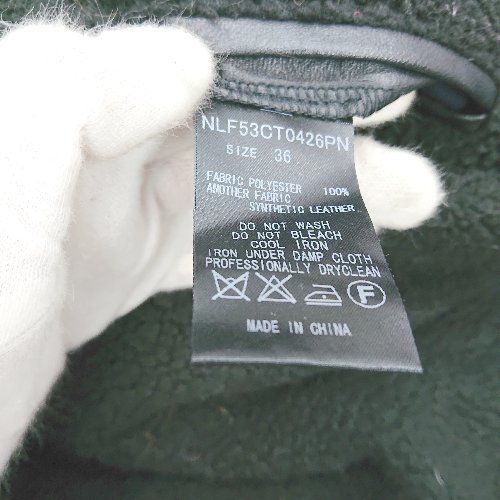 NLF53CT0426PN
SIZE 36
FABRIC POLYESTER 100%
ANOTHER FABRIC
SYNTHETIC LEATHER
DO NOT WASH
DO NOT BLEACH
COOL IRON
IRON UNDER DAMP CLOTH
PROFESSIONALLY DRYCLEAN
F
MADE IN CHINA